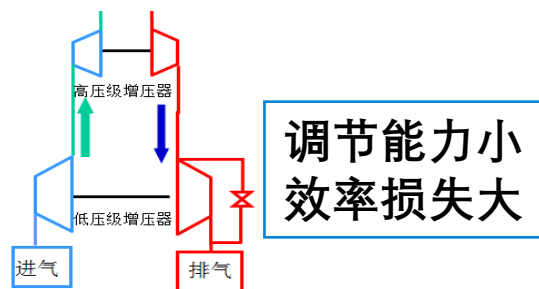 高压级增压器
调节能力小
效率损失大
低压级增压器
进气
排气